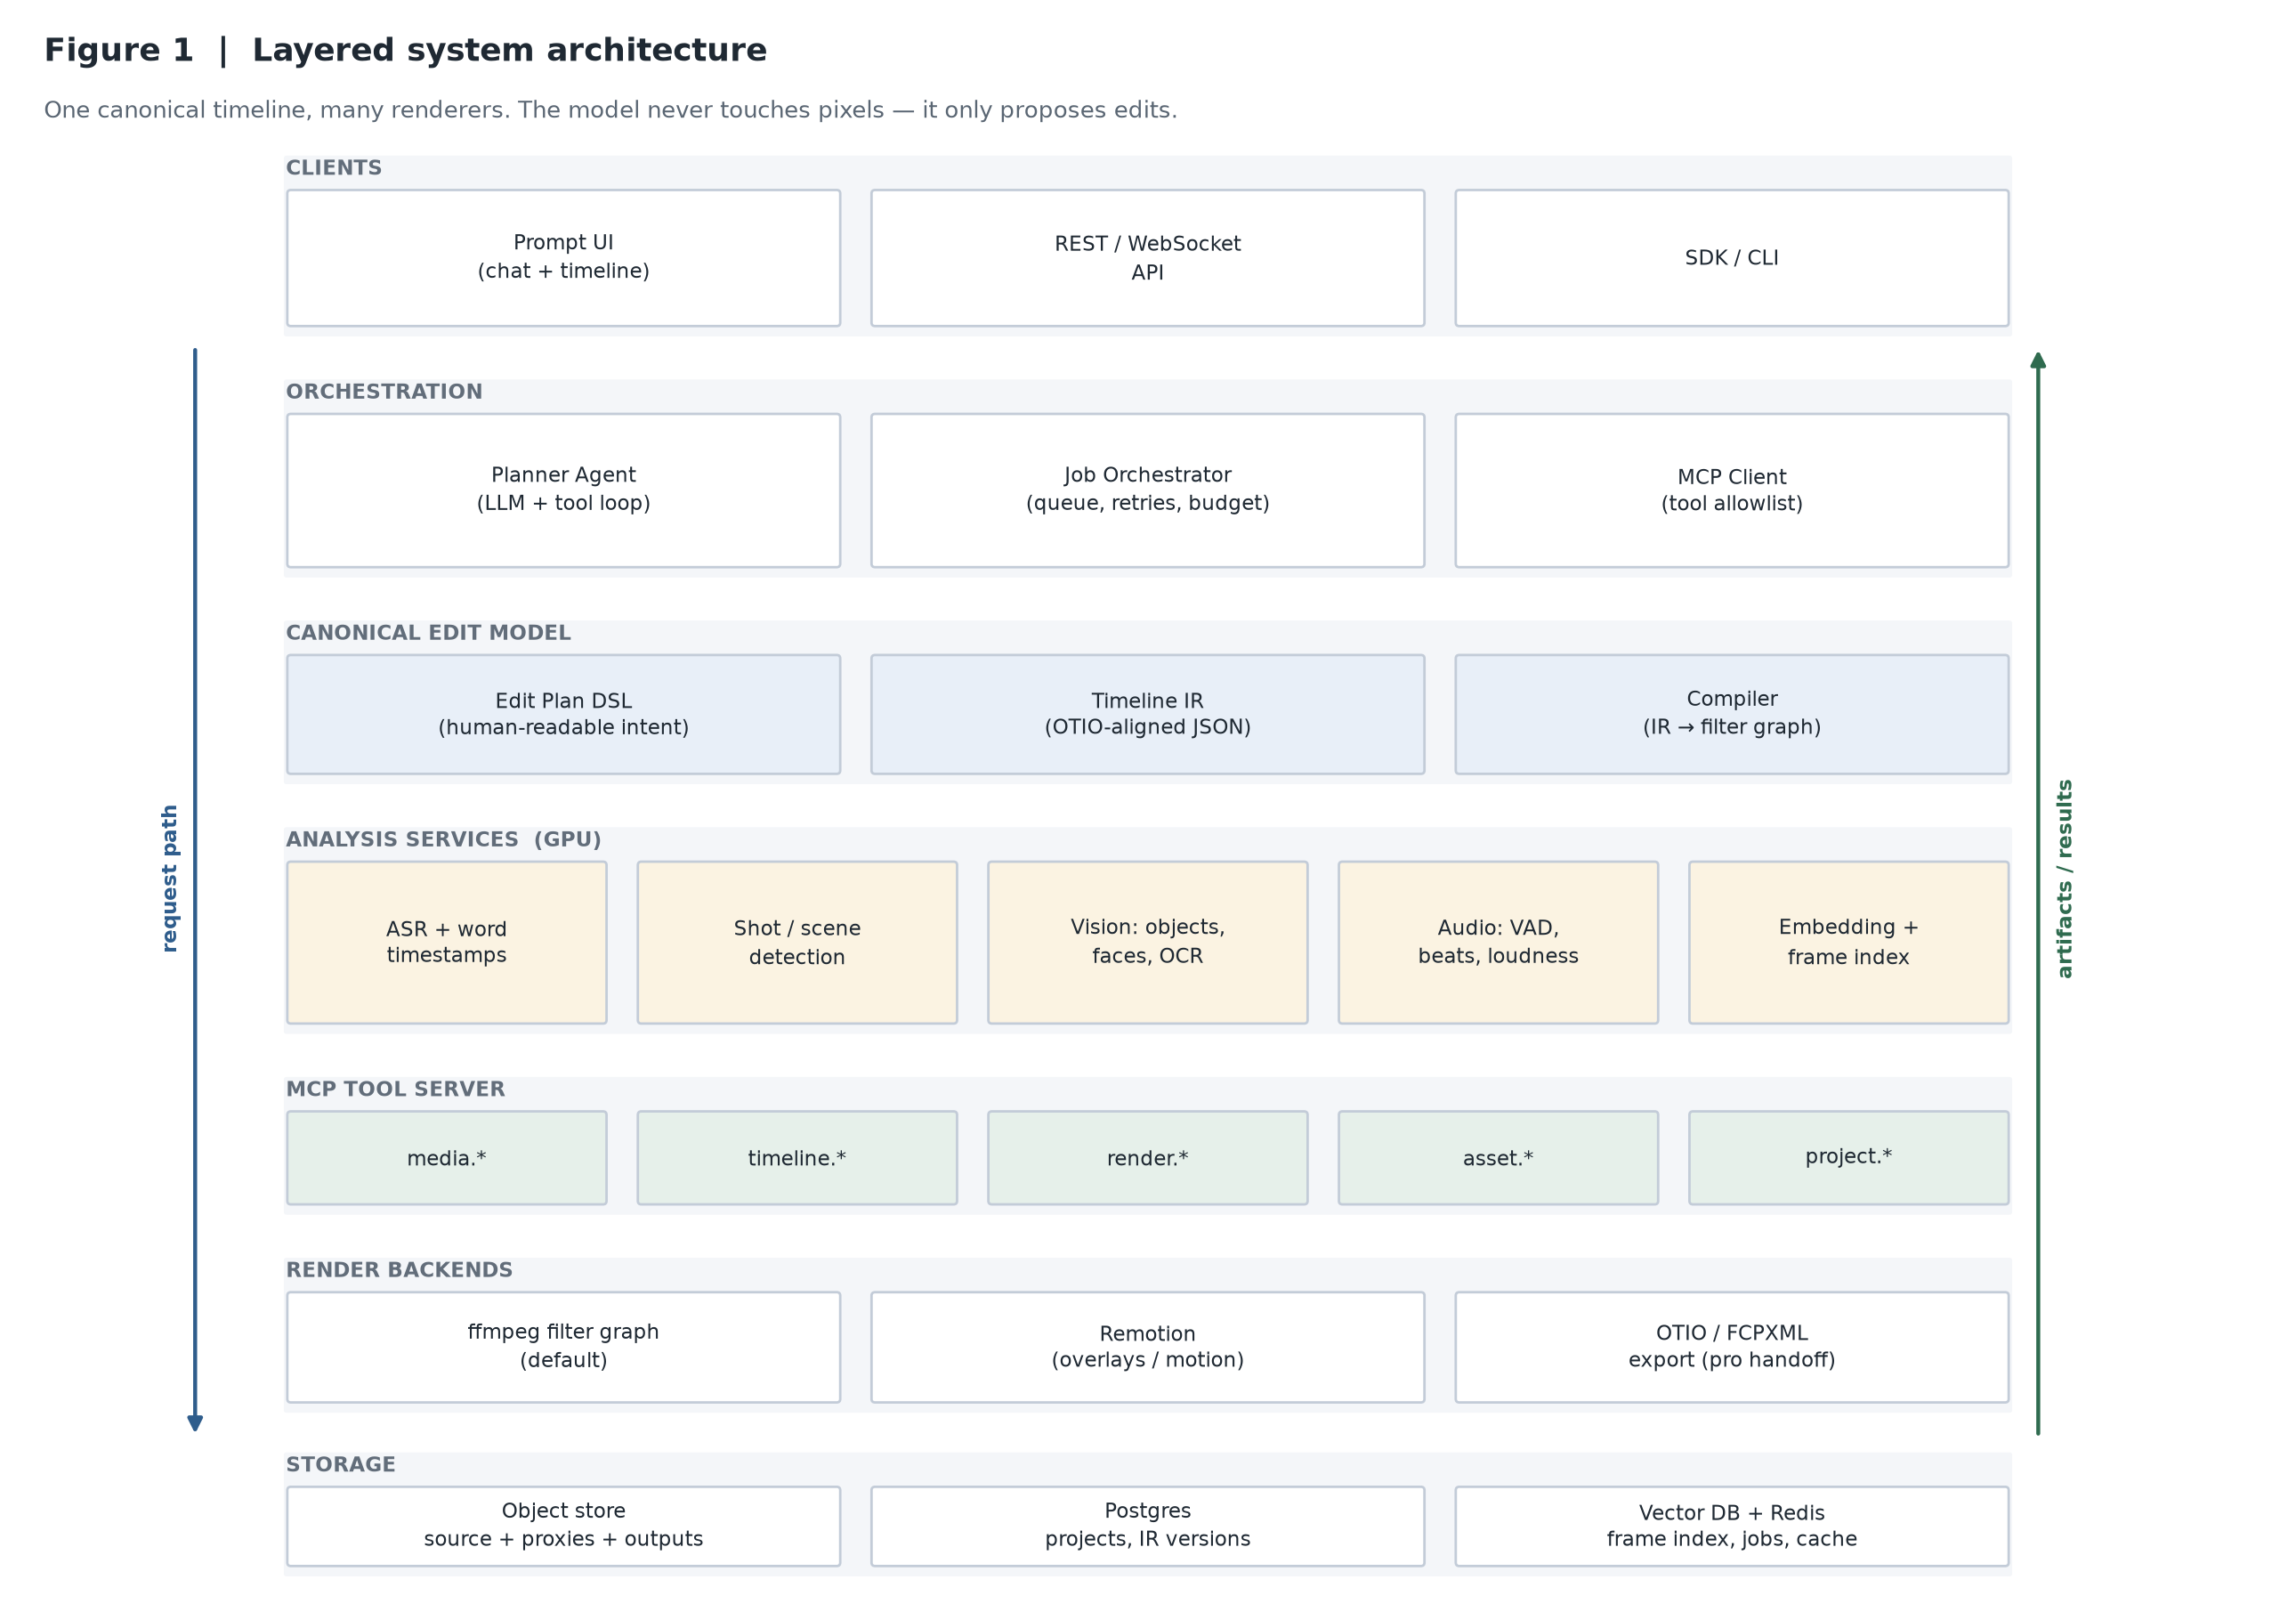 Figure 1 | Layered system architecture
One canonical timeline, many renderers. The model never touches pixels — it only proposes edits.
CLIENTS
Prompt UI
(chat + timeline)
REST / WebSocket
API
SDK / CLI
ORCHESTRATION
Planner Agent
(LLM + tool loop)
Job Orchestrator
(queue, retries, budget)
MCP Client
(tool allowlist)
CANONICAL EDIT MODEL
Edit Plan DSL
(human-readable intent)
Timeline IR
(OTIO-aligned JSON)
Compiler
(IR → filter graph)
request path
artifacts / results
ANALYSIS SERVICES (GPU)
ASR + word
timestamps
Shot / scene
detection
Vision: objects,
faces, OCR
Audio: VAD,
beats, loudness
Embedding +
frame index
MCP TOOL SERVER
media.*
timeline.*
render.*
asset.*
project.*
RENDER BACKENDS
ffmpeg filter graph
(default)
Remotion
(overlays / motion)
OTIO / FCPXML
export (pro handoff)
STORAGE
Object store
source + proxies + outputs
Postgres
projects, IR versions
Vector DB + Redis
frame index, jobs, cache